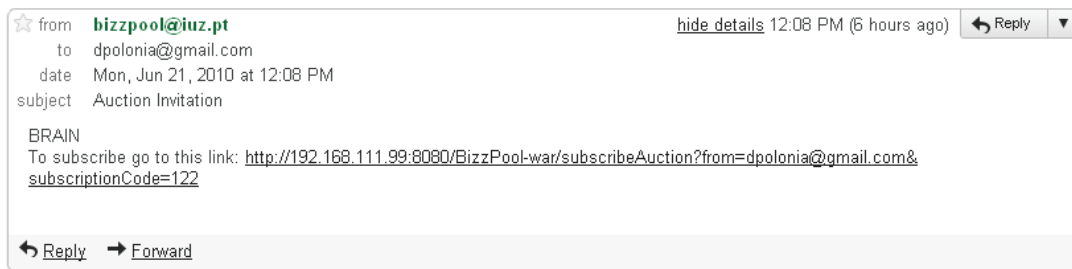 from bizzpool@iuz.pt hide details 12:08 PM (6 hours ago) Reply
to dpolonia@gmail.com
date Mon, Jun 21, 2010 at 12:08 PM
subject Auction Invitation
BRAIN
To subscribe go to this link: http://192.168.111.99:8080/BizzPool-war/subscribeAuction?from=dpolonia@gmail.com&
subscriptionCode=122
Reply Forward